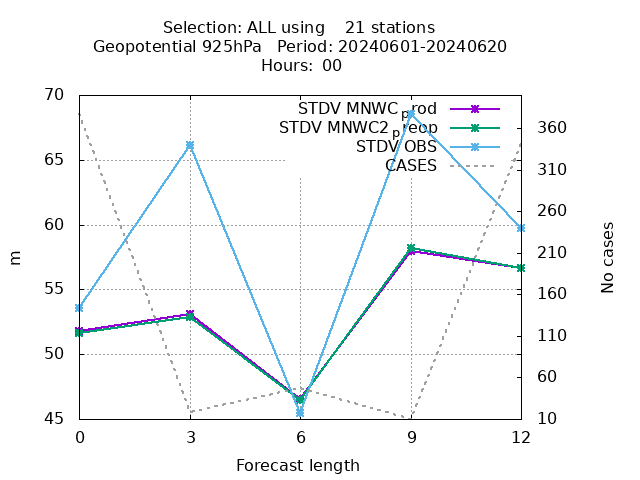 Selection: ALL using    21 stations
Geopotential 925hPa   Period: 20240601-20240620
Hours: 00
STDV MNWC_prod
STDV MNWC2_preop
STDV OBS
CASES
70
65
60
55
50
45
m
360
310
260
210
160
110
60
10
No cases
0 3 6 9 12
Forecast length